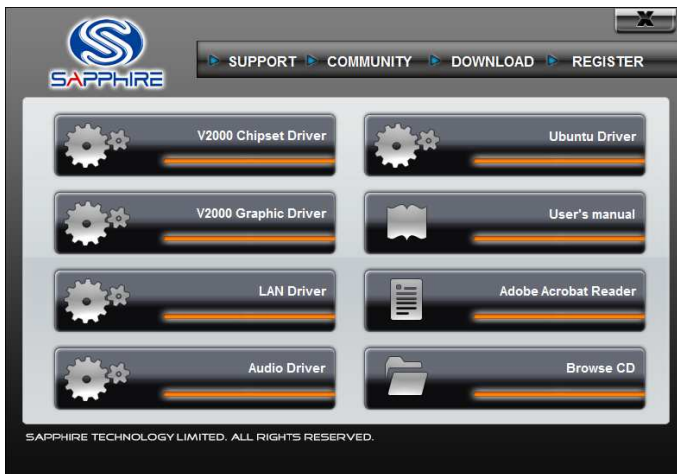 X
SAPPHIRE
SUPPORT COMMUNITY DOWNLOAD REGISTER
V2000 Chipset Driver
Ubuntu Driver
V2000 Graphic Driver
User's manual
LAN Driver
Adobe Acrobat Reader
Audio Driver
Browse CD
SAPPHIRE TECHNOLOGY LIMITED. ALL RIGHTS RESERVED.